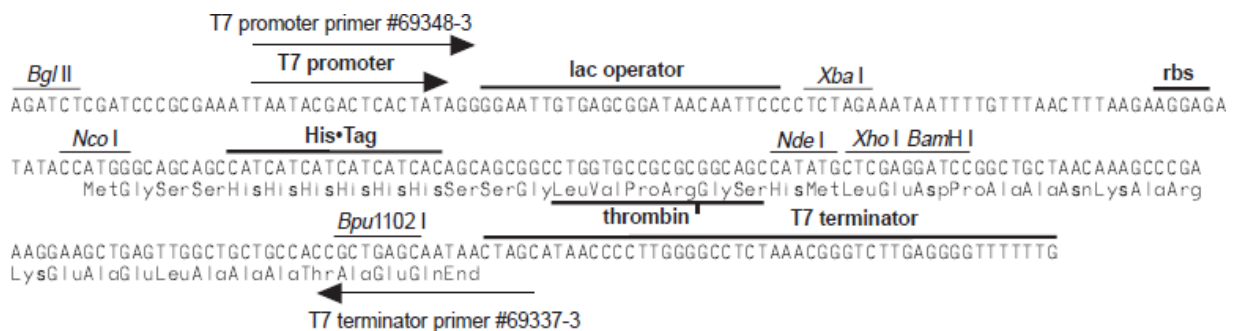 T7 promoter primer #69348-3
Bgl II T7 promoter lac operator Xba I rbs
AGATCTCGATCCCGCGAAATTAATACGACTCACTATAGGGGAATTGTGAGCGGATAACAATTCCCCTCTAGAAATAATTTTGTTTAACTTTAAGAAGGAGA
Nco I His•Tag Nde I Xho I BamH I
TATACCATGGGCAGCAGCCATCATCATCATCATCACAGCAGCGGCCTGGTGCCGCGCGGCAGCCATATGCTCGAGGATCCGGCTGCTAACAAAGCCCGA
MetGlySerSerHisHisHisHisHisHisSerSerGlyLeuValProArgGlySerHisMetLeuGluAspProAlaAlaAsnLysAlaArg
Bpu1102 I thrombin T7 terminator
AAGGAAGCTGAGTTGGCTGCTGCCACCGCTGAGCAATAACTAGCATAACCCCTTGGGGCCTCTAAACGGGTCTTGAGGGGTTTTTTG
LysGluAlaGluLeuAlaAlaAlaThrAlaGluGlnEnd
T7 terminator primer #69337-3